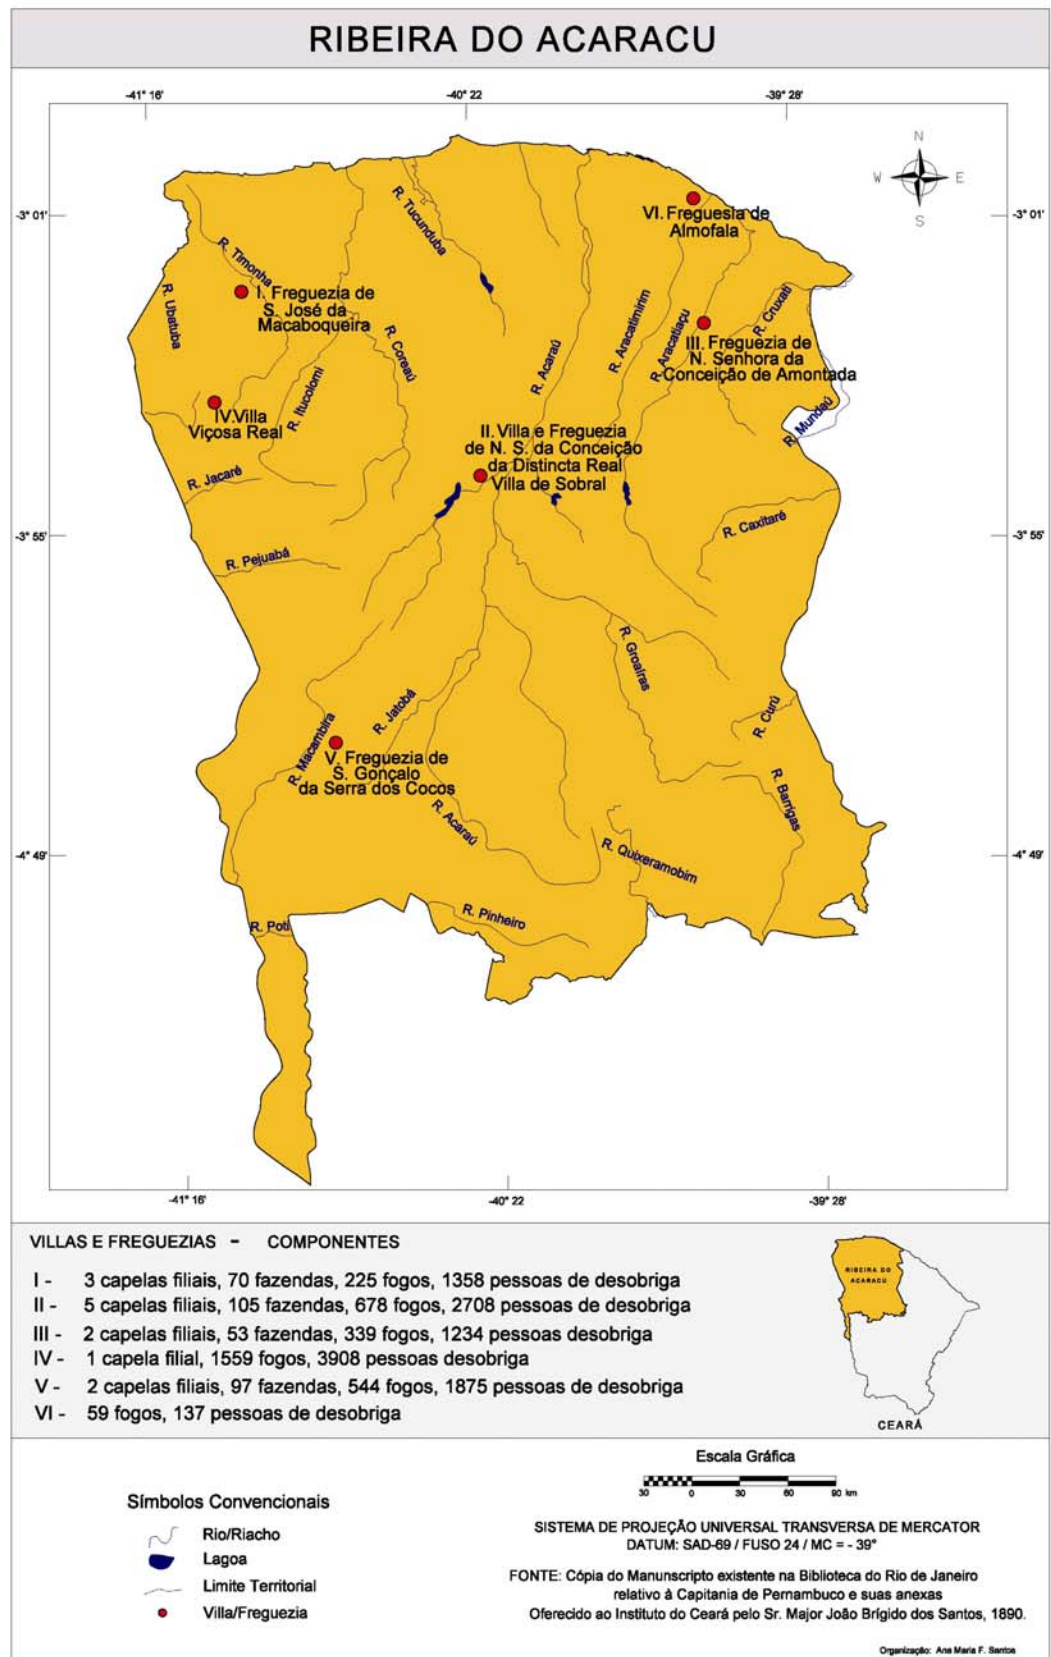 RIBEIRA DO ACARACU
-41° 16'
-40° 22
-39° 28'
N
W
E
S
-3° 01'
-3° 01'
R. Tucunduba
VI. Freguesia de
Almofala
R. Timonha
R. Ubatuba
I. Freguezia de
S. José da
Macaboqueira
R. Coreaú
R. Itucolomi
R. Acaraú
R. Aracatimirim
R. Aracatiaçu
R. Cruxati
III. Freguezia de
N. Senhora da
Conceição de Amontada
R. Mundaú
IV.Villa
Viçosa Real
II. Villa e Freguezia
de N. S. da Conceição
da Distincta Real
Villa de Sobral
R. Jacaré
R. Caxitaré
-3° 55'
-3° 55'
R. Pejuabá
R. Groaíras
R. Jatobá
R. Macambira
R. Curú
V. Freguezia de
S. Gonçalo
da Serra dos Cocos
R. Barrigas
R. Acaraú
R. Quixeramobim
-4° 49'
-4° 49'
R. Poti
R. Pinheiro
-41° 16'
-40° 22
-39° 28'
VILLAS E FREGUEZIAS - COMPONENTES
I - 3 capelas filiais, 70 fazendas, 225 fogos, 1358 pessoas de desobriga
II - 5 capelas filiais, 105 fazendas, 678 fogos, 2708 pessoas de desobriga
III - 2 capelas filiais, 53 fazendas, 339 fogos, 1234 pessoas desobriga
IV - 1 capela filial, 1559 fogos, 3908 pessoas desobriga
V - 2 capelas filiais, 97 fazendas, 544 fogos, 1875 pessoas de desobriga
VI - 59 fogos, 137 pessoas de desobriga
RIBEIRA DO
ACARACU
CEARÁ
Símbolos Convencionais
Rio/Riacho
Lagoa
Limite Territorial
Villa/Freguezia
Escala Gráfica
30 0 30 60 90 km
SISTEMA DE PROJEÇÃO UNIVERSAL TRANSVERSA DE MERCATOR
DATUM: SAD-69 / FUSO 24 / MC = - 39°
FONTE: Cópia do Manunscripto existente na Biblioteca do Rio de Janeiro
relativo à Capitania de Pernambuco e suas anexas
Oferecido ao Instituto do Ceará pelo Sr. Major João Brígido dos Santos, 1890.
Organização: Ana Maria F. Santos